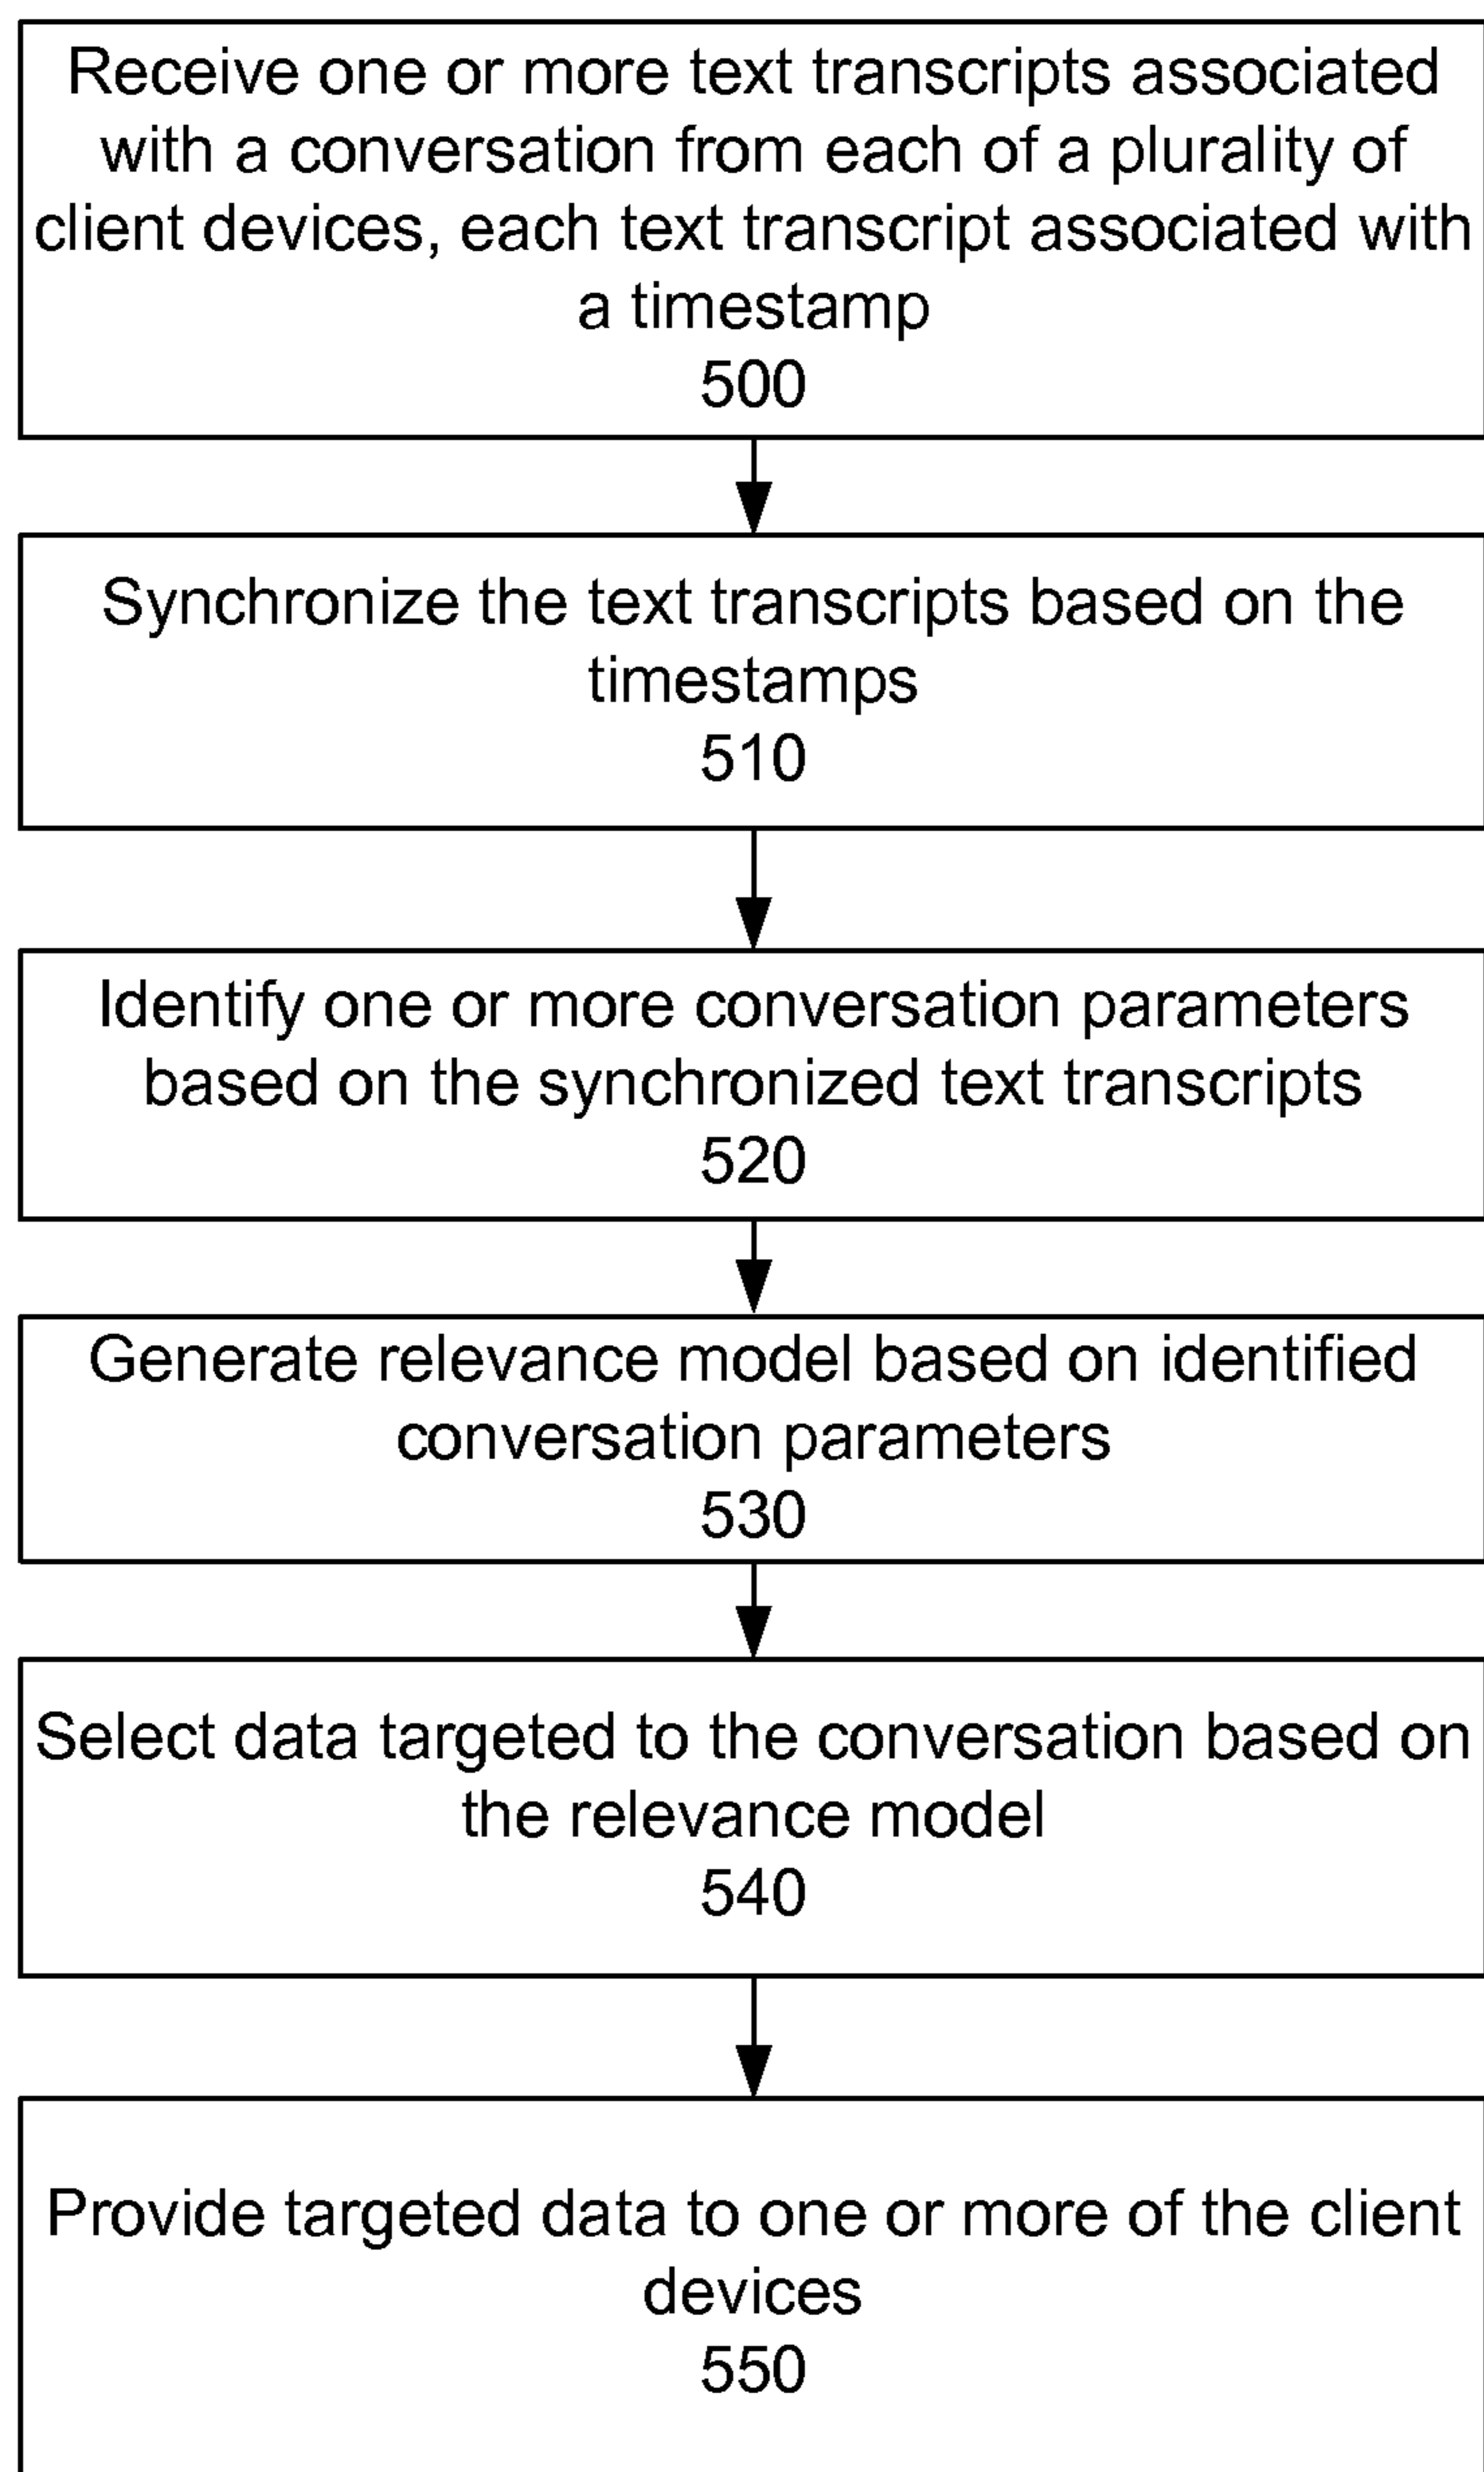 Receive one or more text transcripts associated
with a conversation from each of a plurality of
client devices, each text transcript associated with
a timestamp
500
Synchronize the text transcripts based on the
timestamps
510
Identify one or more conversation parameters
based on the synchronized text transcripts
520
Generate relevance model based on identified
conversation parameters
530
Select data targeted to the conversation based on
the relevance model
540
Provide targeted data to one or more of the client
devices
550